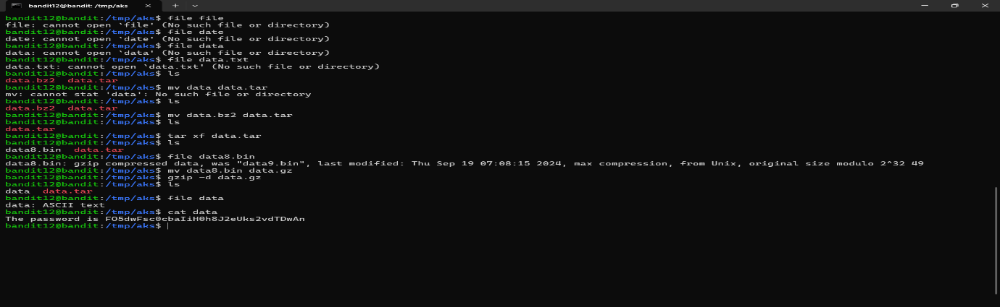 bandit12@bandit: /tmp/aks
bandit12@bandit:/tmp/aks$ file file
file: cannot open `file' (No such file or directory)
bandit12@bandit:/tmp/aks$ file date
date: cannot open `date' (No such file or directory)
bandit12@bandit:/tmp/aks$ file data
data: cannot open `data' (No such file or directory)
bandit12@bandit:/tmp/aks$ file data.txt
data.txt: cannot open `data.txt' (No such file or directory)
bandit12@bandit:/tmp/aks$ ls
data.bz2  data.tar
bandit12@bandit:/tmp/aks$ mv data data.tar
mv: cannot stat 'data': No such file or directory
bandit12@bandit:/tmp/aks$ ls
data.bz2  data.tar
bandit12@bandit:/tmp/aks$ mv data.bz2 data.tar
bandit12@bandit:/tmp/aks$ ls
data.tar
bandit12@bandit:/tmp/aks$ tar xf data.tar
bandit12@bandit:/tmp/aks$ ls
data8.bin  data.tar
bandit12@bandit:/tmp/aks$ file data8.bin
data8.bin: gzip compressed data, was "data9.bin", last modified: Thu Sep 19 07:08:15 2024, max compression, from Unix, original size modulo 2^32 49
bandit12@bandit:/tmp/aks$ mv data8.bin data.gz
bandit12@bandit:/tmp/aks$ gzip -d data.gz
bandit12@bandit:/tmp/aks$ ls
data  data.tar
bandit12@bandit:/tmp/aks$ file data
data: ASCII text
bandit12@bandit:/tmp/aks$ cat data
The password is FO5dwFsc0cbaIiH0h8J2eUks2vdTDwAn
bandit12@bandit:/tmp/aks$